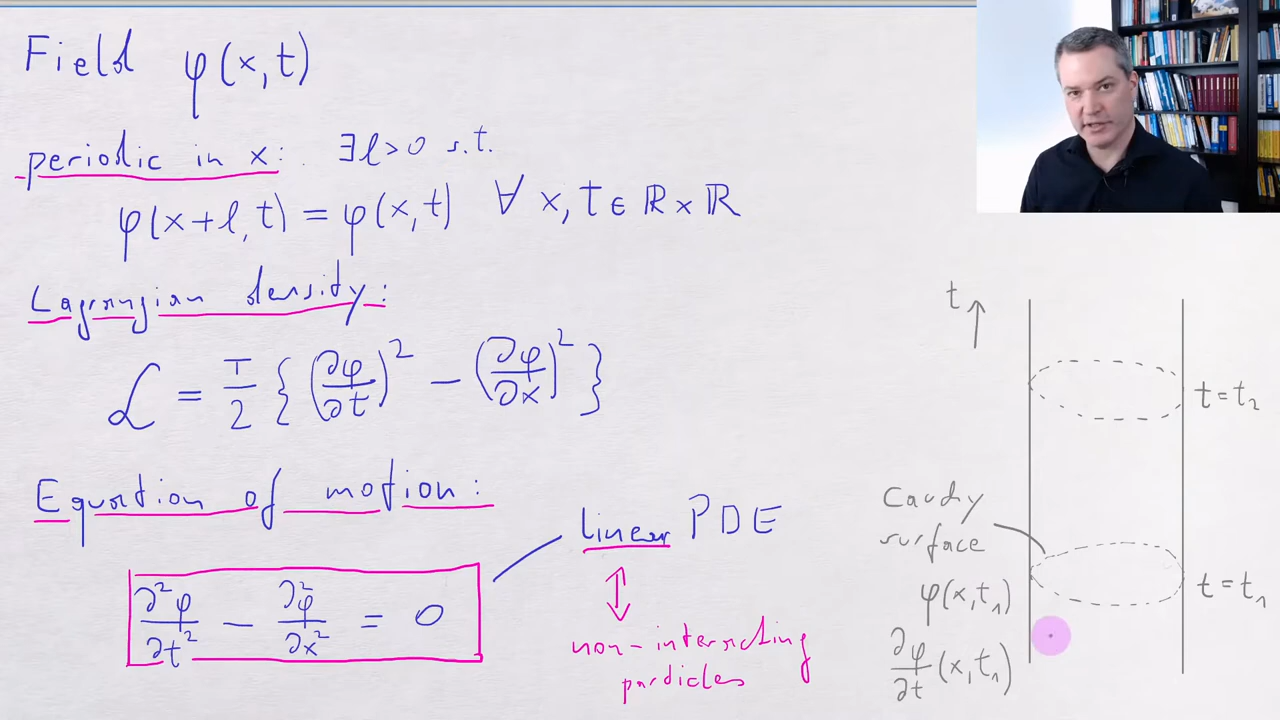 Field φ(x,t)
periodic in x: ∃ℓ>0 s.t.
φ(x+ℓ,t) = φ(x,t) ∀ x,t ∈ ℝ×ℝ
Lagrangian density:
ℒ = T/2 { (∂φ/∂t)² − (∂φ/∂x)² }
Equation of motion:
linear PDE
∂²φ/∂t² − ∂²φ/∂x² = 0
non-interacting
particles
t
t=t₂
Cauchy
surface
t=t₁
φ(x,t₁)
∂φ/∂t (x,t₁)